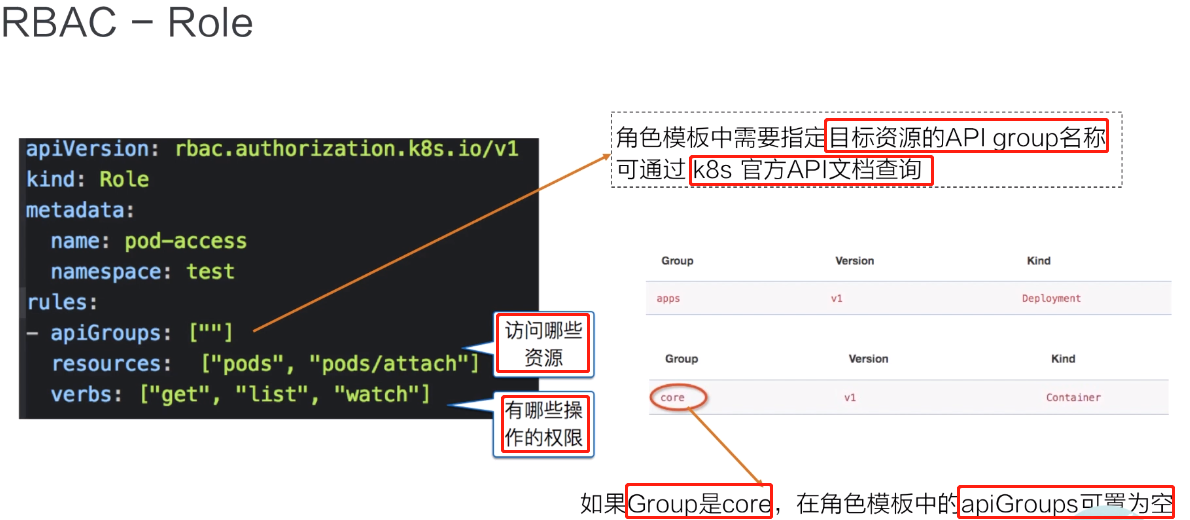 RBAC – Role
角色模板中需要指定目标资源的API group名称
可通过 k8s 官方API文档查询
apiVersion: rbac.authorization.k8s.io/v1
kind: Role
metadata:
  name: pod-access
  namespace: test
rules:
– apiGroups: [""]
  resources:  ["pods", "pods/attach"]
  verbs: ["get", "list", "watch"]
访问哪些
资源
有哪些操
作的权限
Group Version Kind
apps v1 Deployment
Group Version Kind
core v1 Container
如果Group是core，在角色模板中的apiGroups可置为空